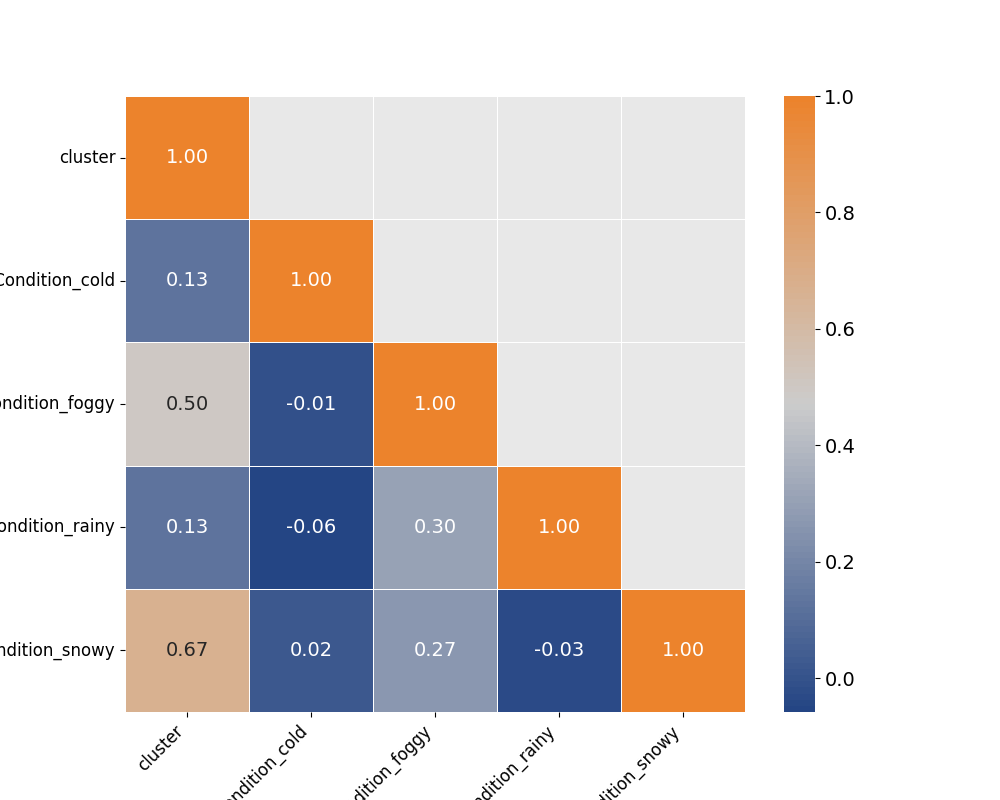 1.0
cluster 1.00
0.8
Condition_cold 0.13 1.00
0.6
ondition_foggy 0.50 -0.01 1.00
0.4
ondition_rainy 0.13 -0.06 0.30 1.00
0.2
ndition_snowy 0.67 0.02 0.27 -0.03 1.00
0.0
cluster
ondition_cold
dition_foggy
ndition_rainy
dition_snowy